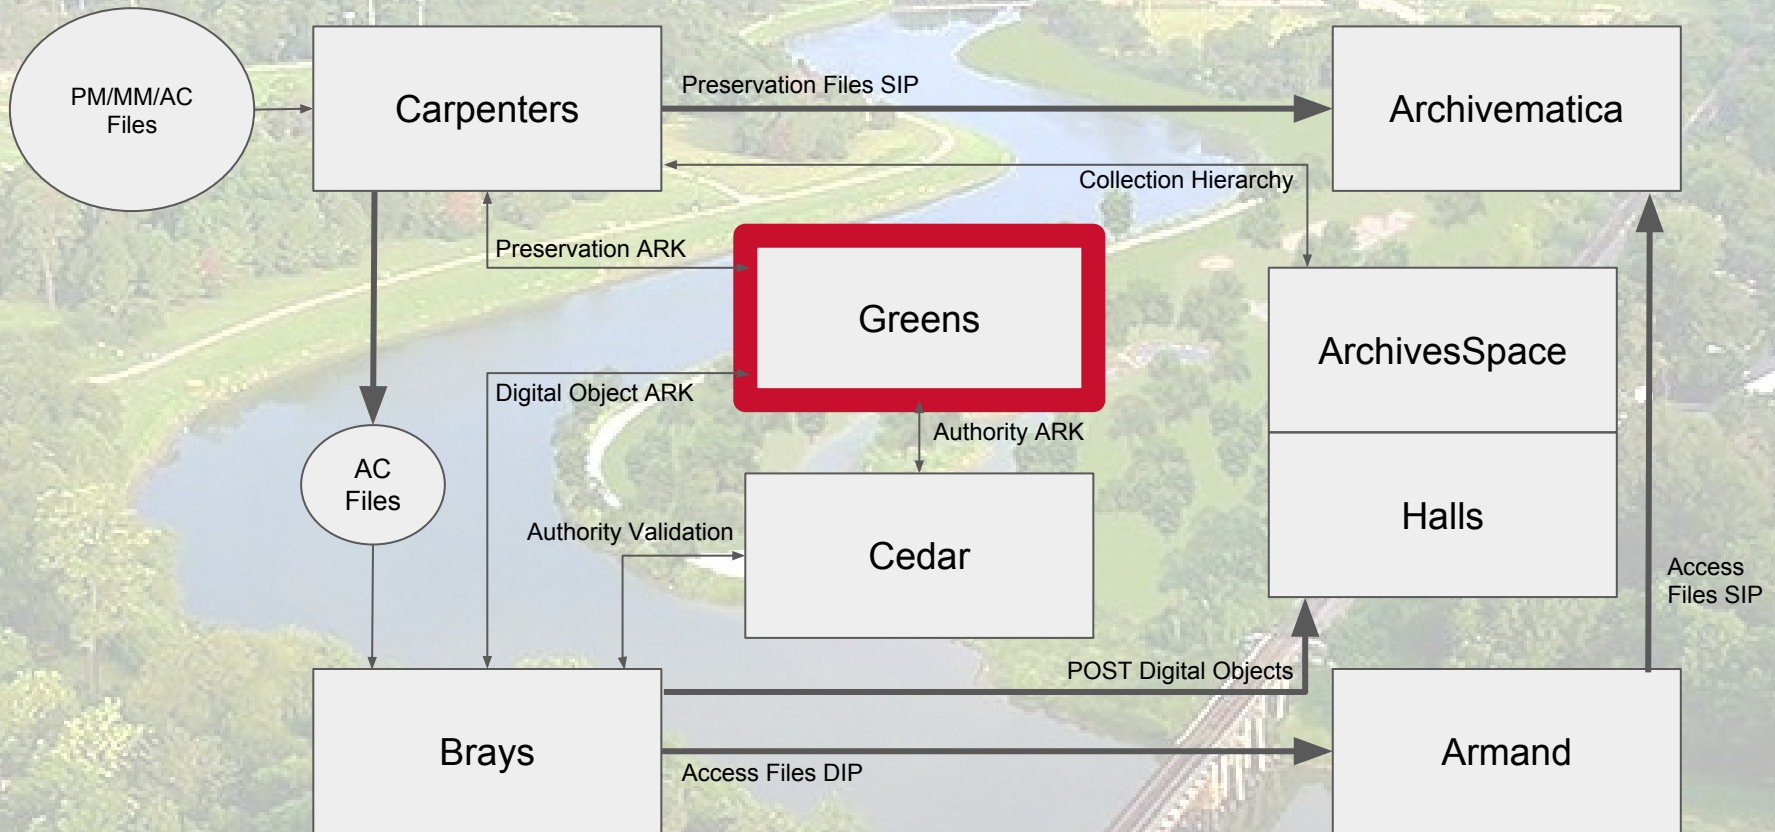 PM/MM/AC
Files
Carpenters
Preservation Files SIP
Archivematica
Collection Hierarchy
Preservation ARK
Greens
ArchivesSpace
Digital Object ARK
Authority ARK
AC
Files
Halls
Authority Validation
Cedar
Access
Files SIP
POST Digital Objects
Brays
Access Files DIP
Armand